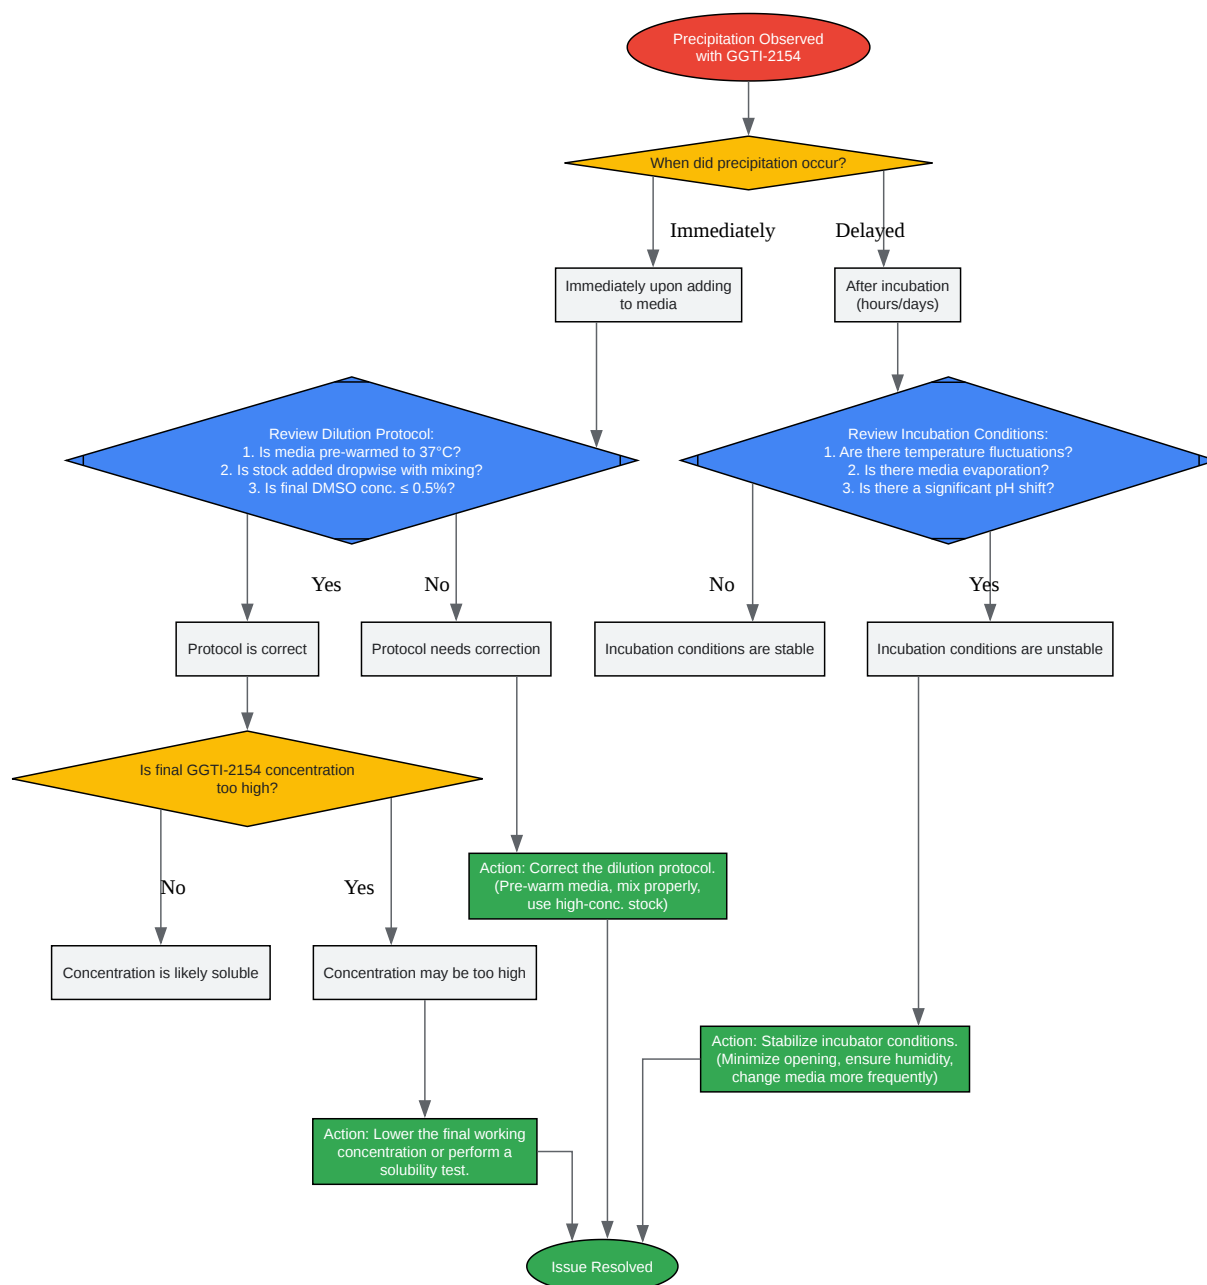 Precipitation Observed
with GGTI-2154
When did precipitation occur?
Immediately
Delayed
Immediately upon adding
to media
After incubation
(hours/days)
Review Dilution Protocol:
1. Is media pre-warmed to 37°C?
2. Is stock added dropwise with mixing?
3. Is final DMSO conc. ≤ 0.5%?
Review Incubation Conditions:
1. Are there temperature fluctuations?
2. Is there media evaporation?
3. Is there a significant pH shift?
Yes
No
No
Yes
Protocol is correct
Protocol needs correction
Incubation conditions are stable
Incubation conditions are unstable
Is final GGTI-2154 concentration
too high?
No
Yes
Action: Correct the dilution protocol.
(Pre-warm media, mix properly,
use high-conc. stock)
Concentration is likely soluble
Concentration may be too high
Action: Stabilize incubator conditions.
(Minimize opening, ensure humidity,
change media more frequently)
Action: Lower the final working
concentration or perform a
solubility test.
Issue Resolved